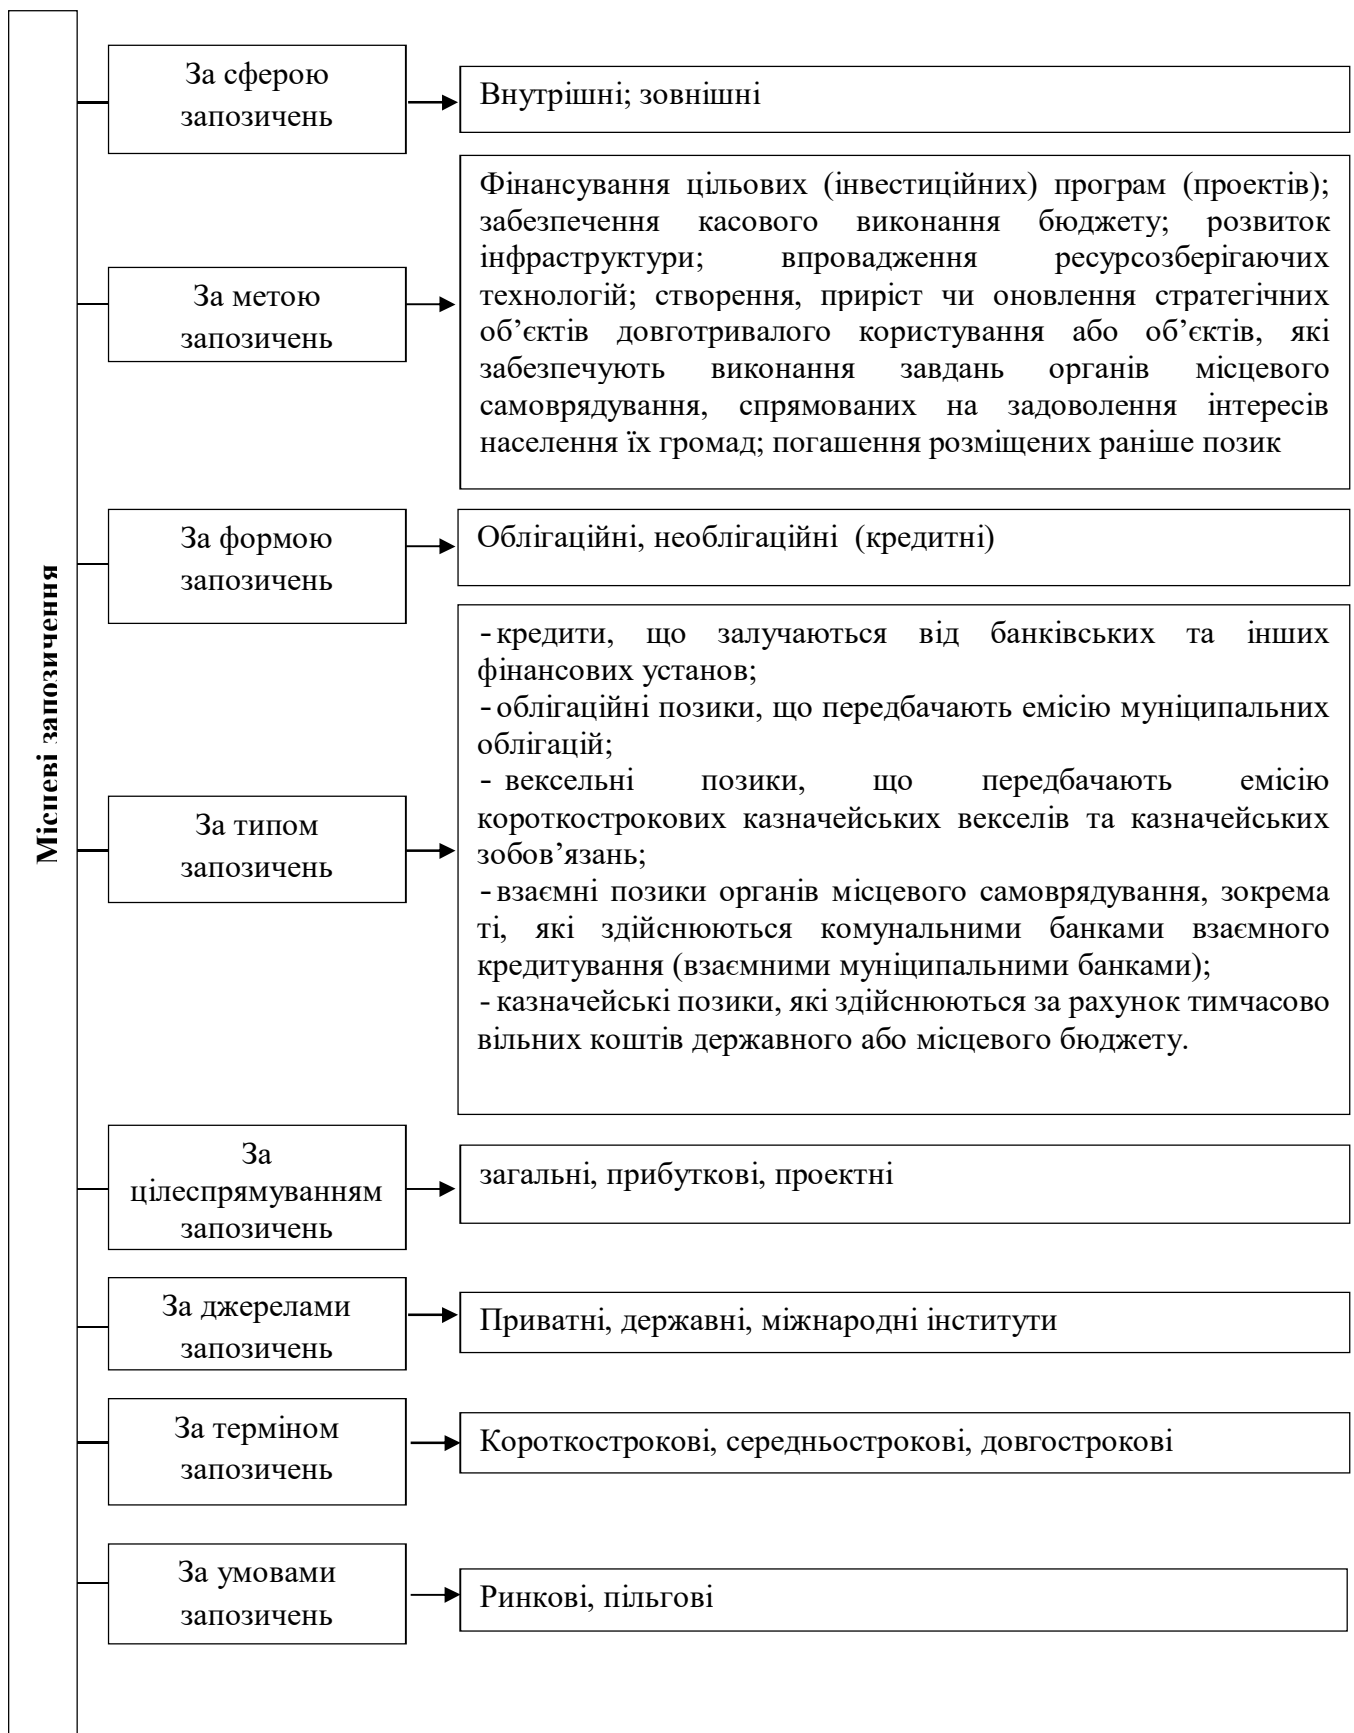 Місцеві запозичення
За сферою
запозичень
Внутрішні; зовнішні
За метою
запозичень
Фінансування цільових (інвестиційних) програм (проектів);
забезпечення касового виконання бюджету; розвиток
інфраструктури; впровадження ресурсозберігаючих
технологій; створення, приріст чи оновлення стратегічних
об’єктів довготривалого користування або об’єктів, які
забезпечують виконання завдань органів місцевого
самоврядування, спрямованих на задоволення інтересів
населення їх громад; погашення розміщених раніше позик
За формою
запозичень
Облігаційні, необлігаційні (кредитні)
За типом
запозичень
- кредити, що залучаються від банківських та інших
фінансових установ;
- облігаційні позики, що передбачають емісію муніципальних
облігацій;
- вексельні позики, що передбачають емісію
короткострокових казначейських векселів та казначейських
зобов’язань;
- взаємні позики органів місцевого самоврядування, зокрема
ті, які здійснюються комунальними банками взаємного
кредитування (взаємними муніципальними банками);
- казначейські позики, які здійснюються за рахунок тимчасово
вільних коштів державного або місцевого бюджету.
За
цілеспрямуванням
запозичень
загальні, прибуткові, проектні
За джерелами
запозичень
Приватні, державні, міжнародні інститути
За терміном
запозичень
Короткострокові, середньострокові, довгострокові
За умовами
запозичень
Ринкові, пільгові